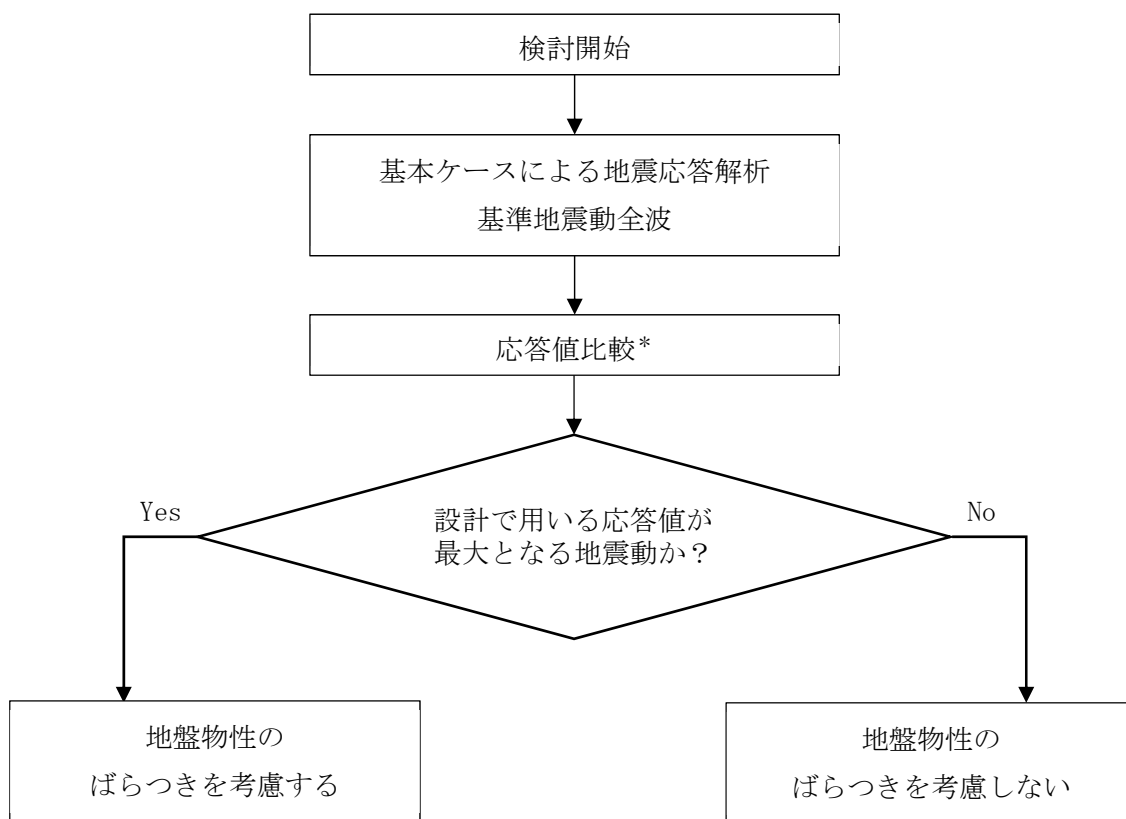 検討開始
基本ケースによる地震応答解析
基準地震動全波
応答値比較*
設計で用いる応答値が
最大となる地震動か?
Yes
No
地盤物性の
ばらつきを考慮する
地盤物性の
ばらつきを考慮しない